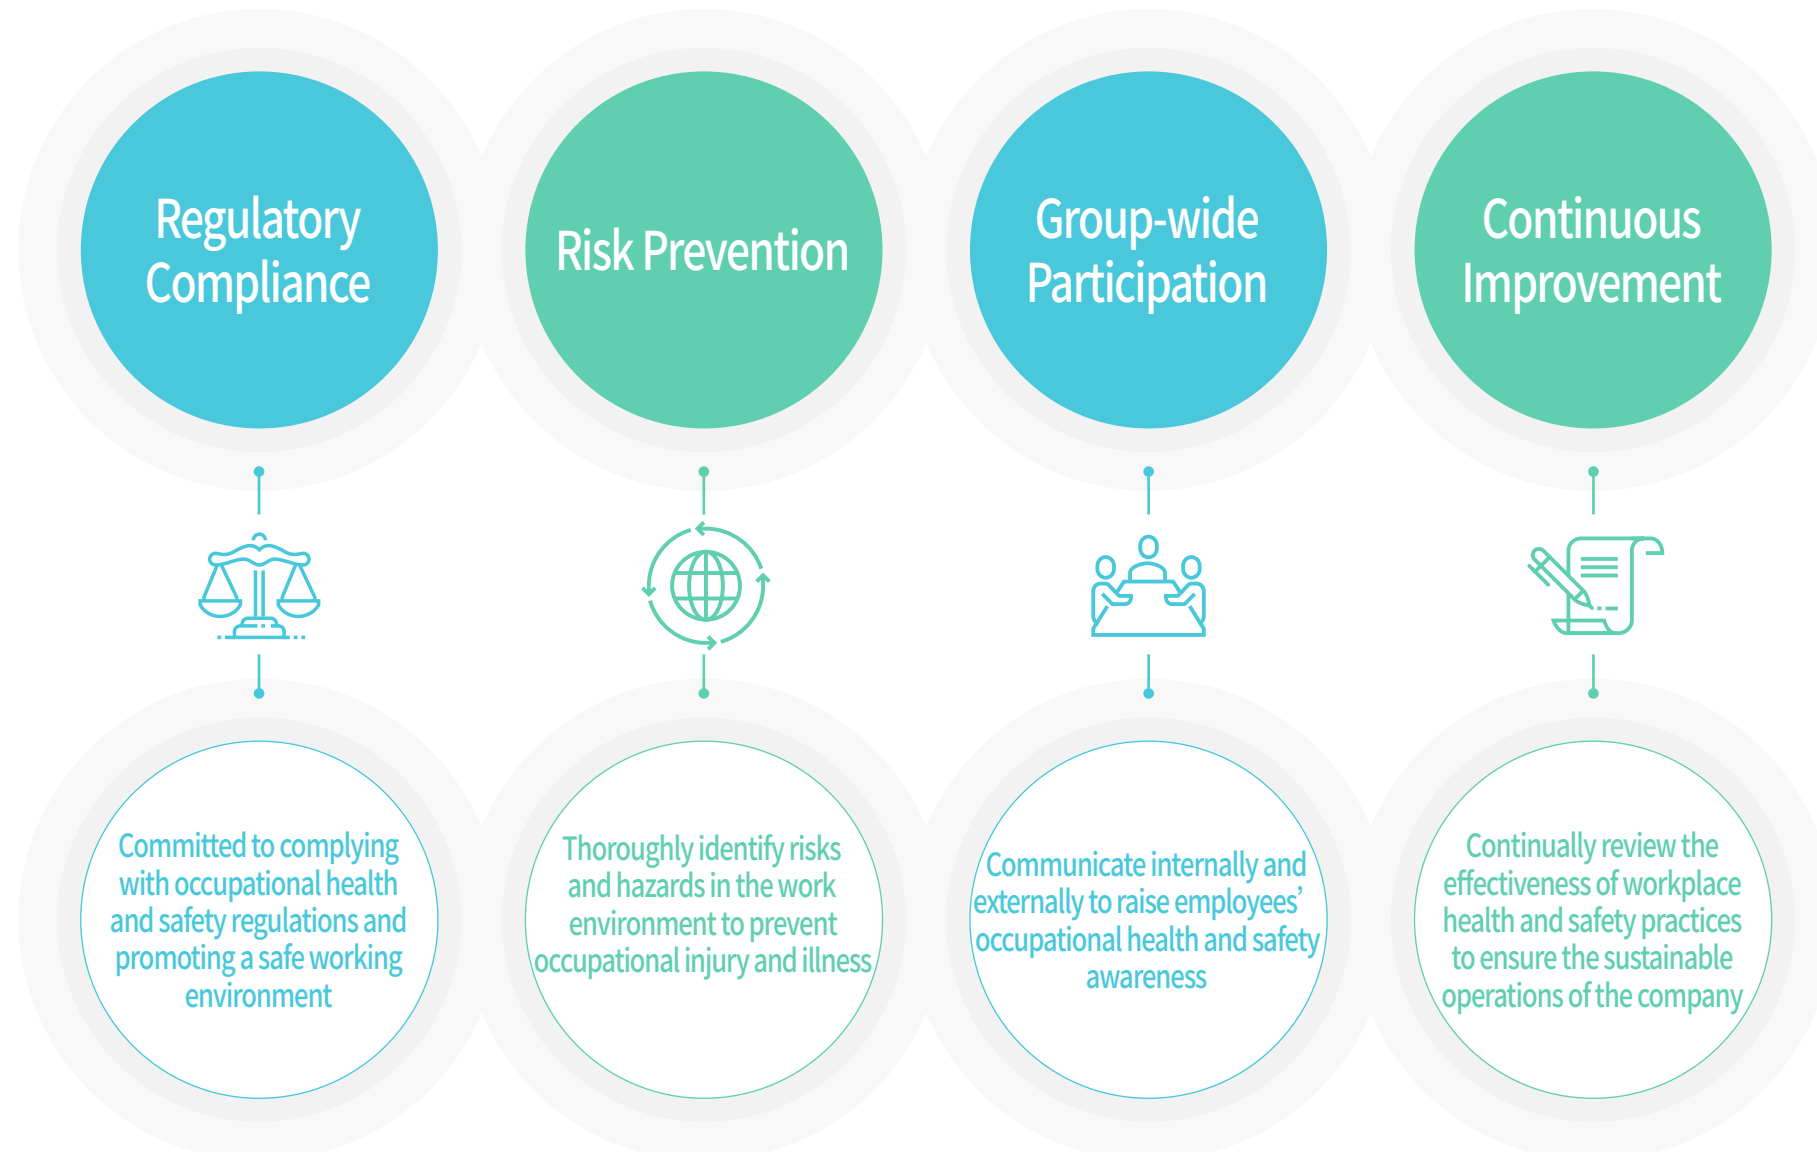 Regulatory
Compliance
Risk Prevention
Group-wide
Participation
Continuous
Improvement
Committed to complying
with occupational health
and safety regulations and
promoting a safe working
environment
Thoroughly identify risks
and hazards in the work
environment to prevent
occupational injury and illness
Communicate internally and
externally to raise employees’
occupational health and safety
awareness
Continually review the
effectiveness of workplace
health and safety practices
to ensure the sustainable
operations of the company